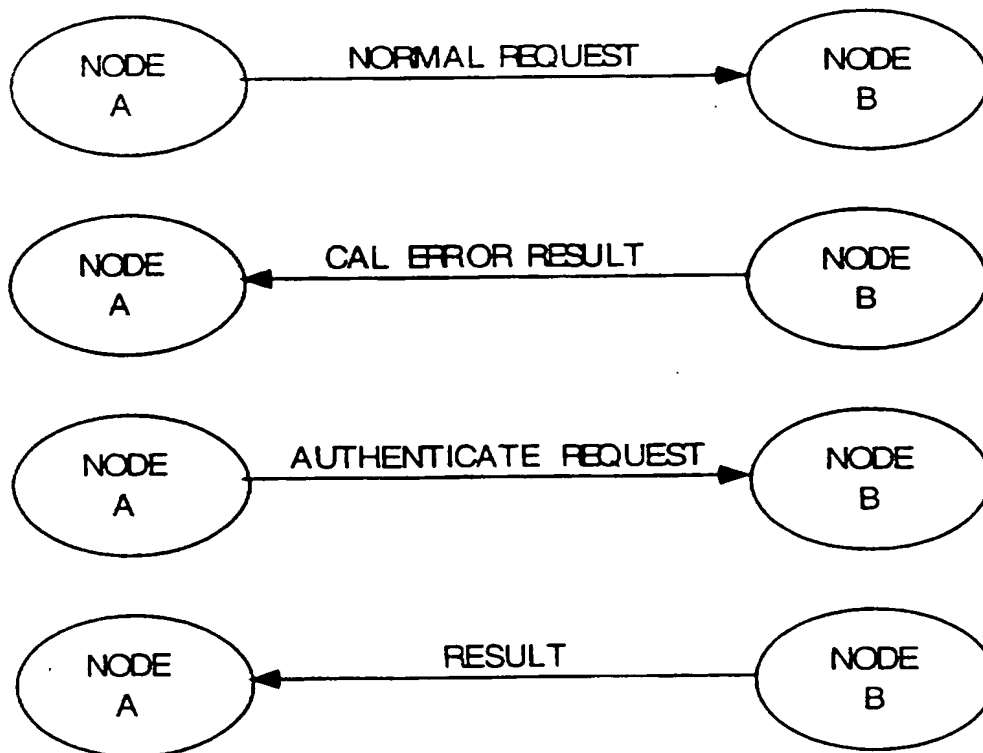 NODE
A
NORMAL REQUEST
NODE
B
NODE
A
CAL ERROR RESULT
NODE
B
NODE
A
AUTHENTICATE REQUEST
NODE
B
NODE
A
RESULT
NODE
B